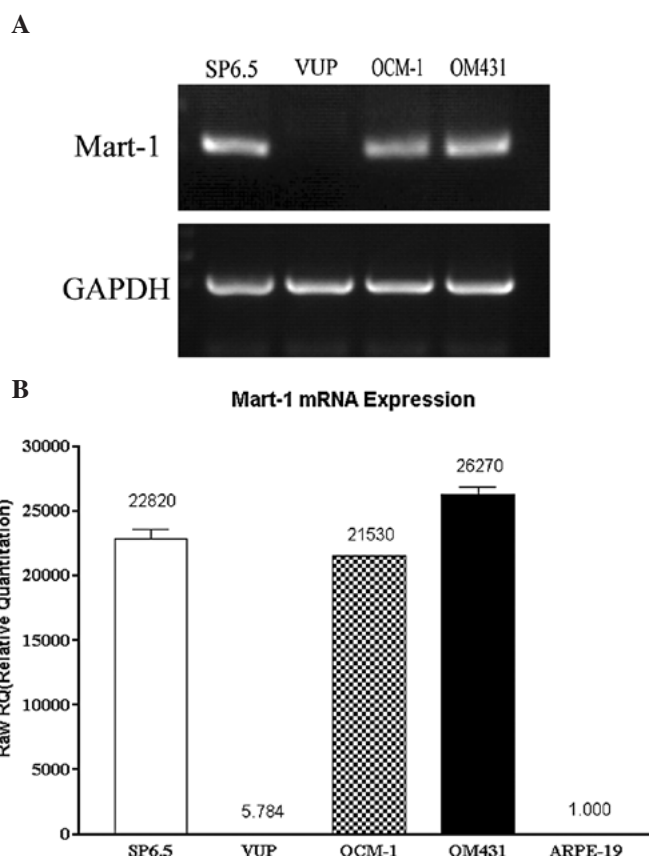 A
SP6.5 VUP OCM-1 OM431
Mart-1
GAPDH
B
Mart-1 mRNA Expression
Raw RQ(Relative Quantitation)
30000
25000
20000
15000
10000
5000
0
22820
5.784
21530
26270
1.000
SP6.5 VUP OCM-1 OM431 ARPE-19